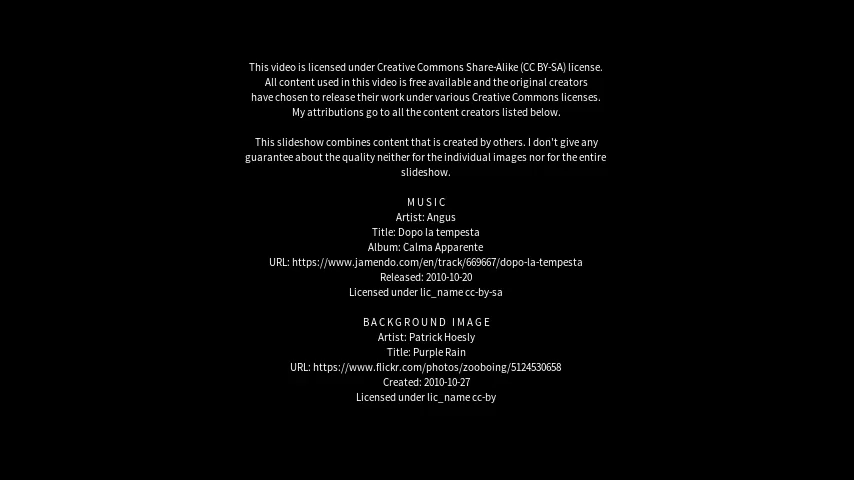 This video is licensed under Creative Commons Share-Alike (CC BY-SA) license.
All content used in this video is free available and the original creators
have chosen to release their work under various Creative Commons licenses.
My attributions go to all the content creators listed below.
This slideshow combines content that is created by others. I don't give any
guarantee about the quality neither for the individual images nor for the entire
slideshow.
MUSIC
Artist: Angus
Title: Dopo la tempesta
Album: Calma Apparente
URL: https://www.jamendo.com/en/track/669667/dopo-la-tempesta
Released: 2010-10-20
Licensed under lic_name cc-by-sa
BACKGROUND IMAGE
Artist: Patrick Hoesly
Title: Purple Rain
URL: https://www.flickr.com/photos/zooboing/5124530658
Created: 2010-10-27
Licensed under lic_name cc-by